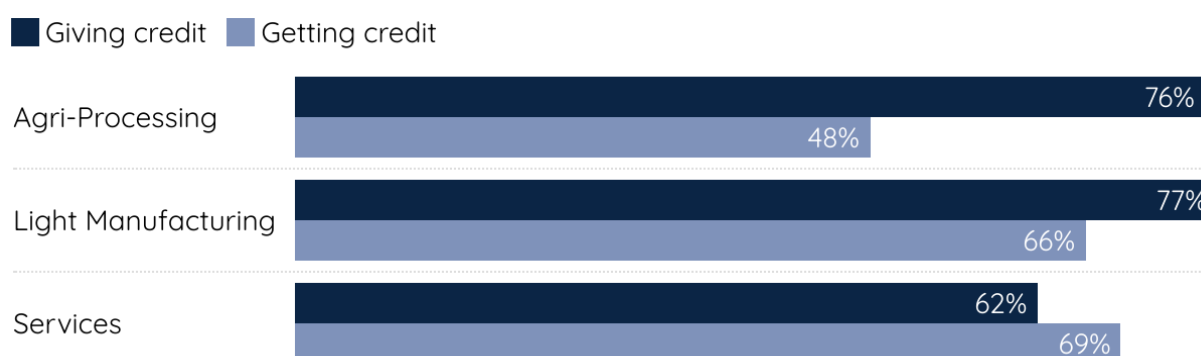 Giving credit Getting credit
Agri-Processing
76%
48%
Light Manufacturing
77%
66%
Services
62%
69%